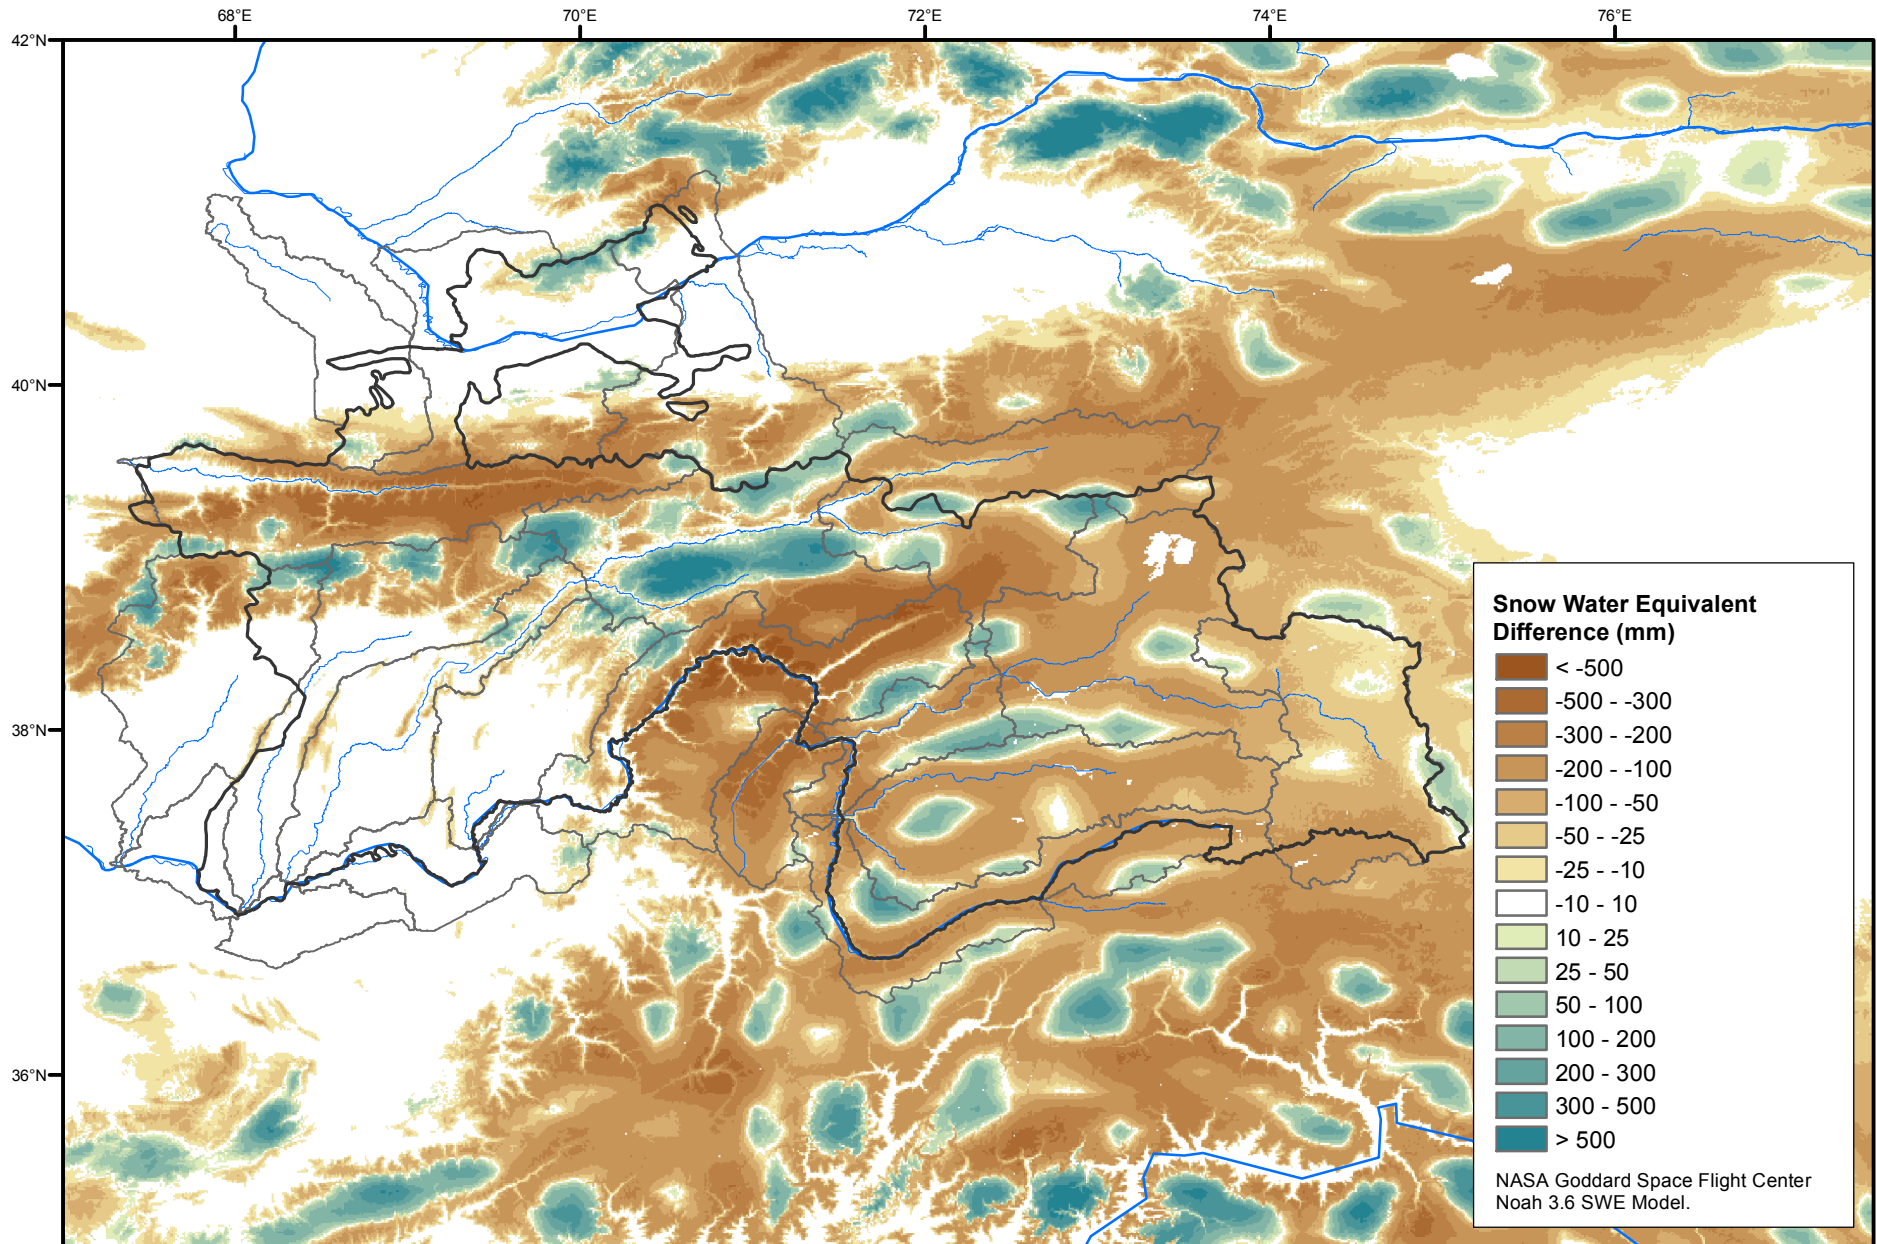 68°E
70°E
72°E
74°E
76°E
42°N
40°N
38°N
36°N
Snow Water Equivalent
Difference (mm)
< -500
-500 - -300
-300 - -200
-200 - -100
-100 - -50
-50 - -25
-25 - -10
-10 - 10
10 - 25
25 - 50
50 - 100
100 - 200
200 - 300
300 - 500
> 500
NASA Goddard Space Flight Center
Noah 3.6 SWE Model.